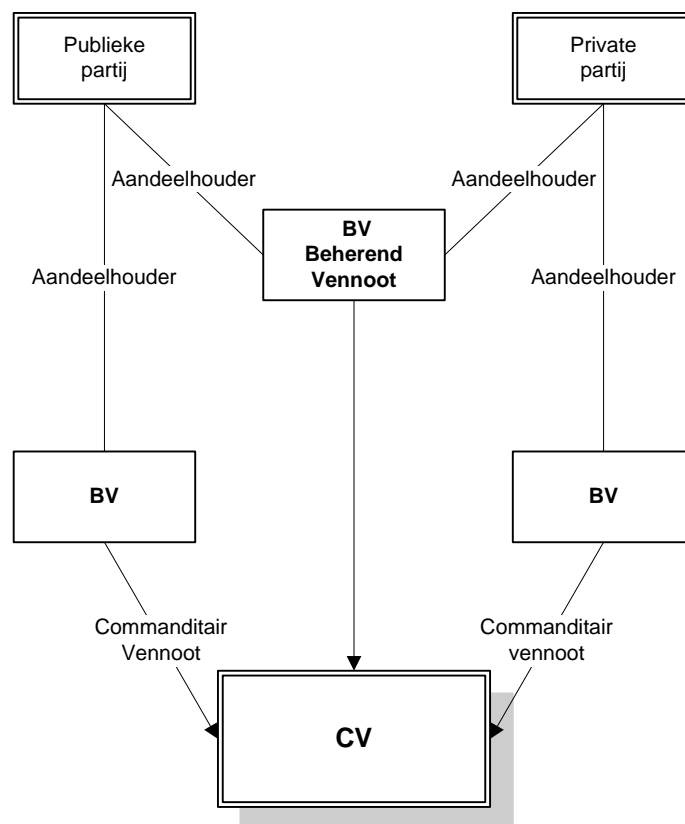 Publieke
partij
Private
partij
Aandeelhouder
Aandeelhouder
BV
Beherend
Vennoot
Aandeelhouder
Aandeelhouder
BV
BV
Commanditair
Vennoot
Commanditair
vennoot
CV